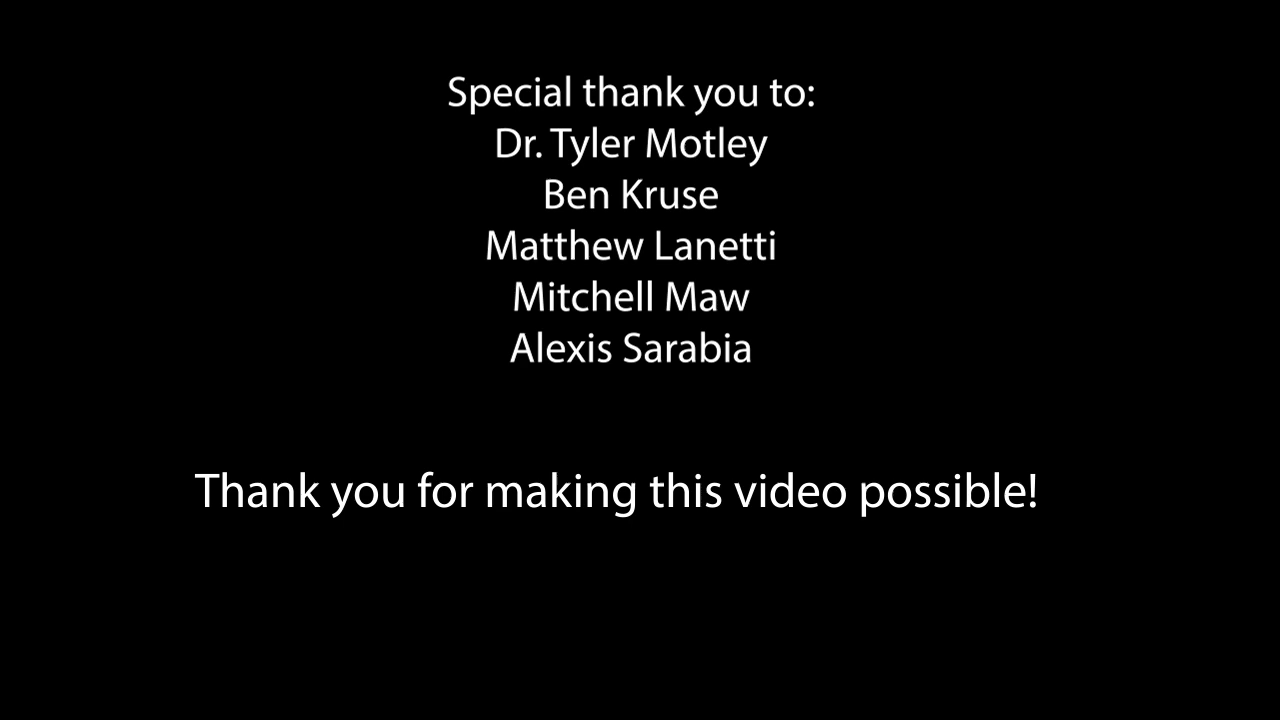 Special thank you to:
Dr. Tyler Motley
Ben Kruse
Matthew Lanetti
Mitchell Maw
Alexis Sarabia
Thank you for making this video possible!